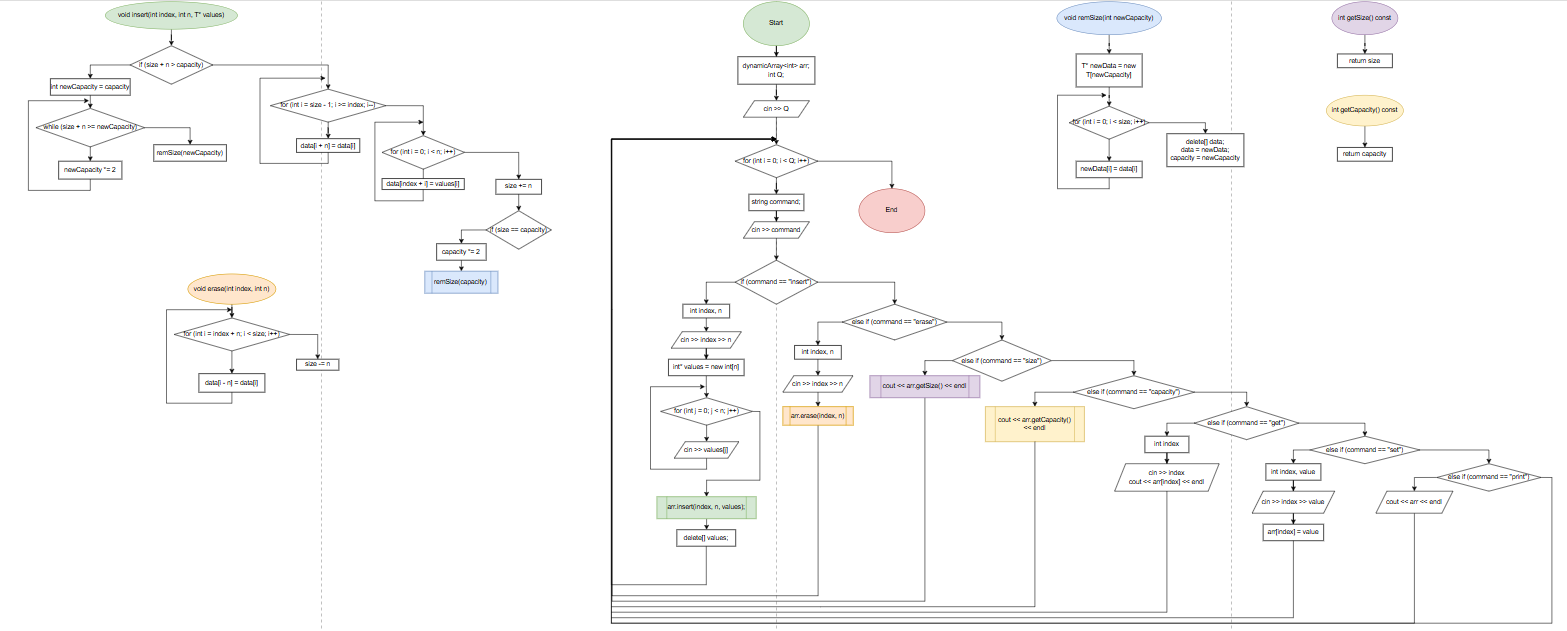 void insert(int index, int n, T* values)
if (size + n > capacity)
int newCapacity = capacity
while (size + n >= newCapacity)
newCapacity *= 2
remSize(newCapacity)
for (int i = size - 1; i >= index; i--)
data[i + n] = data[i]
for (int i = 0; i < n; i++)
data[index + i] = values[i]
size += n
if (size == capacity)
capacity *= 2
remSize(capacity)
void erase(int index, int n)
for (int i = index + n; i < size; i++)
data[i - n] = data[i]
size -= n
Start
dynamicArray<int> arr;
int Q;
cin >> Q
for (int i = 0; i < Q; i++)
End
string command;
cin >> command
if (command == "insert")
int index, n
cin >> index >> n
int* values = new int[n]
for (int j = 0; j < n; j++)
cin >> values[j]
arr.insert(index, n, values);
delete[] values;
else if (command == "erase")
int index, n
cin >> index >> n
arr.erase(index, n)
else if (command == "size")
cout << arr.getSize() << endl
else if (command == "capacity")
cout << arr.getCapacity()
<< endl
else if (command == "get")
int index
cin >> index
cout << arr[index] << endl
else if (command == "set")
int index, value
cin >> index >> value
arr[index] = value
else if (command == "print")
cout << arr << endl
void remSize(int newCapacity)
T* newData = new
T[newCapacity]
for (int i = 0; i < size; i++)
newData[i] = data[i]
delete[] data;
data = newData;
capacity = newCapacity
int getSize() const
return size
int getCapacity() const
return capacity